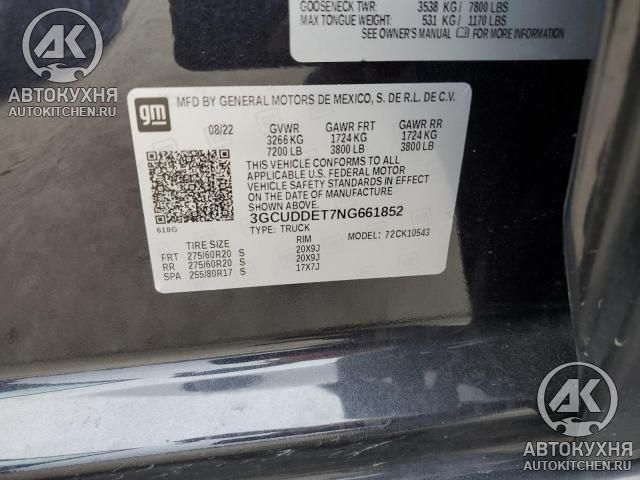 GOOSENECK TWR: 3538 KG / 7800 LBS
MAX TONGUE WEIGHT: 531 KG / 1170 LBS
SEE OWNER'S MANUAL FOR MORE INFORMATION
gm
MFD BY GENERAL MOTORS DE MEXICO, S. DE R.L. DE C.V.
08/22 GVWR GAWR FRT GAWR RR
3266 KG 1724 KG 1724 KG
7200 LB 3800 LB 3800 LB
THIS VEHICLE CONFORMS TO ALL
APPLICABLE U.S. FEDERAL MOTOR
VEHICLE SAFETY STANDARDS IN EFFECT
ON THE DATE OF MANUFACTURE
SHOWN ABOVE.
3GCUDDET7NG661852
618G
TYPE: TRUCK MODEL: 72CK10543
TIRE SIZE RIM
FRT 275/60R20 S 20X9J
RR 275/60R20 S 20X9J
SPA 255/80R17 S 17X7J
АК
АВТОКУХНЯ
AUTOKITCHEN.RU
АК
АВТОКУХНЯ
AUTOKITCHEN.RU